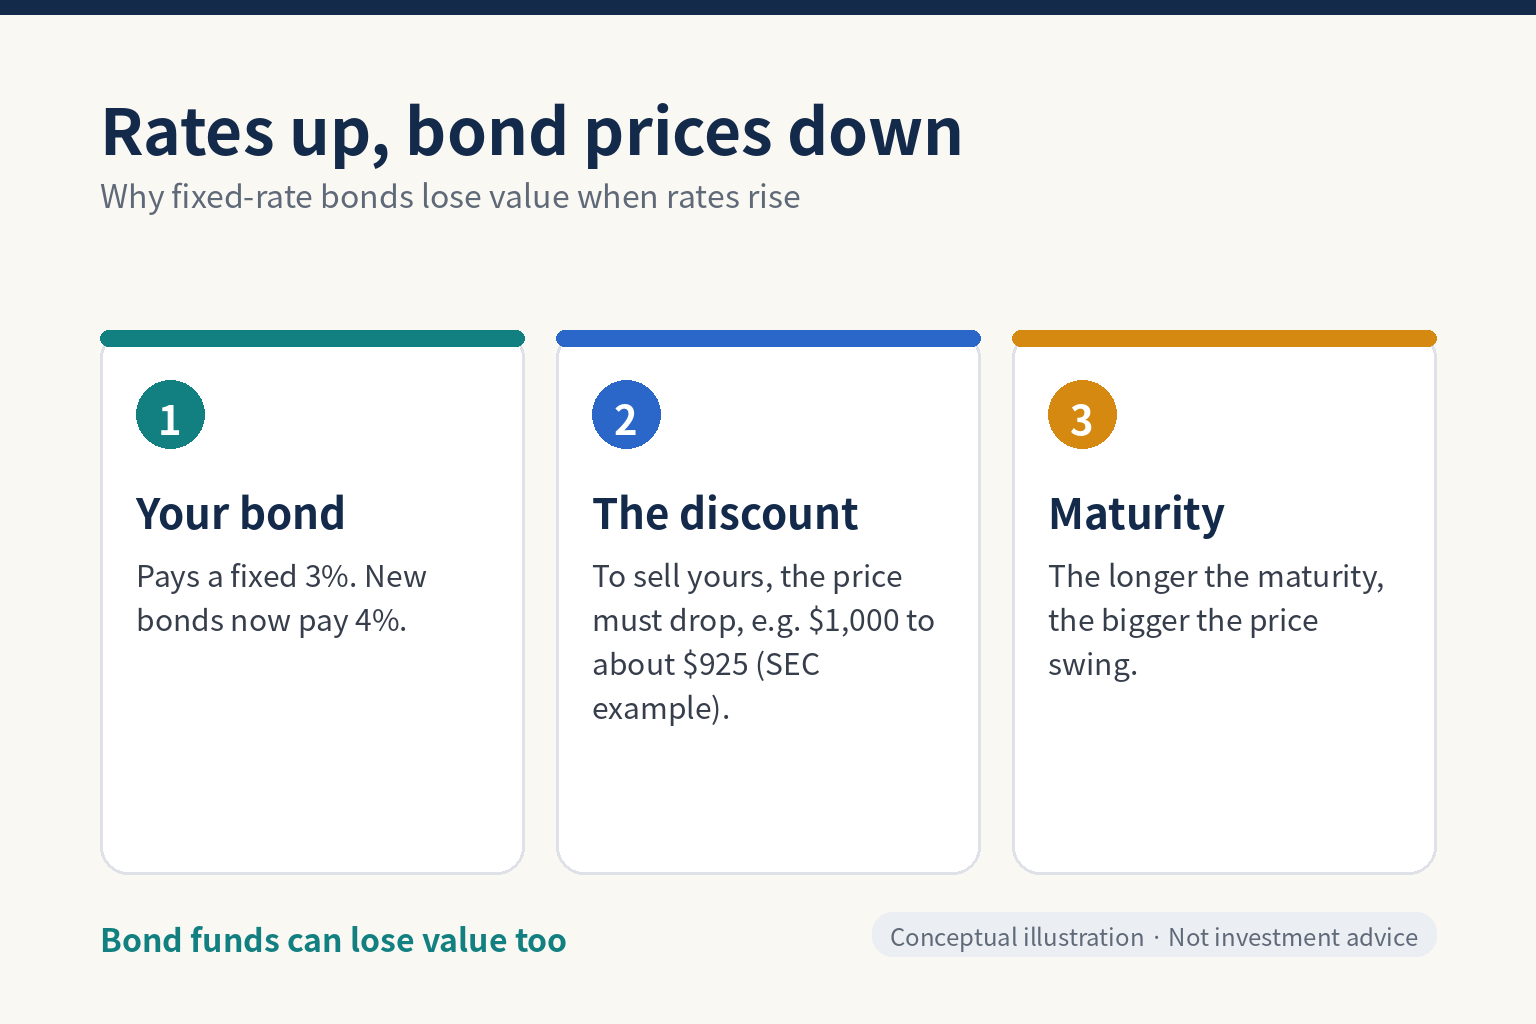 Rates up, bond prices down
Why fixed-rate bonds lose value when rates rise
1
Your bond
Pays a fixed 3%. New
bonds now pay 4%.
2
The discount
To sell yours, the price
must drop, e.g. $1,000 to
about $925 (SEC
example).
3
Maturity
The longer the maturity,
the bigger the price
swing.
Bond funds can lose value too
Conceptual illustration · Not investment advice